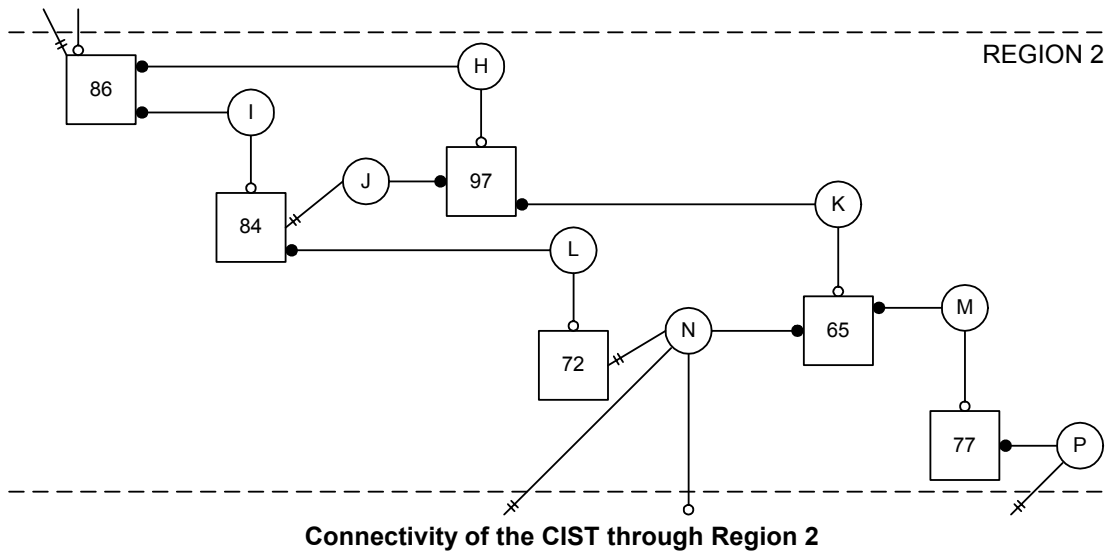 REGION 2
H
86
I
J
97
K
84
L
M
N
65
72
77
P
Connectivity of the CIST through Region 2